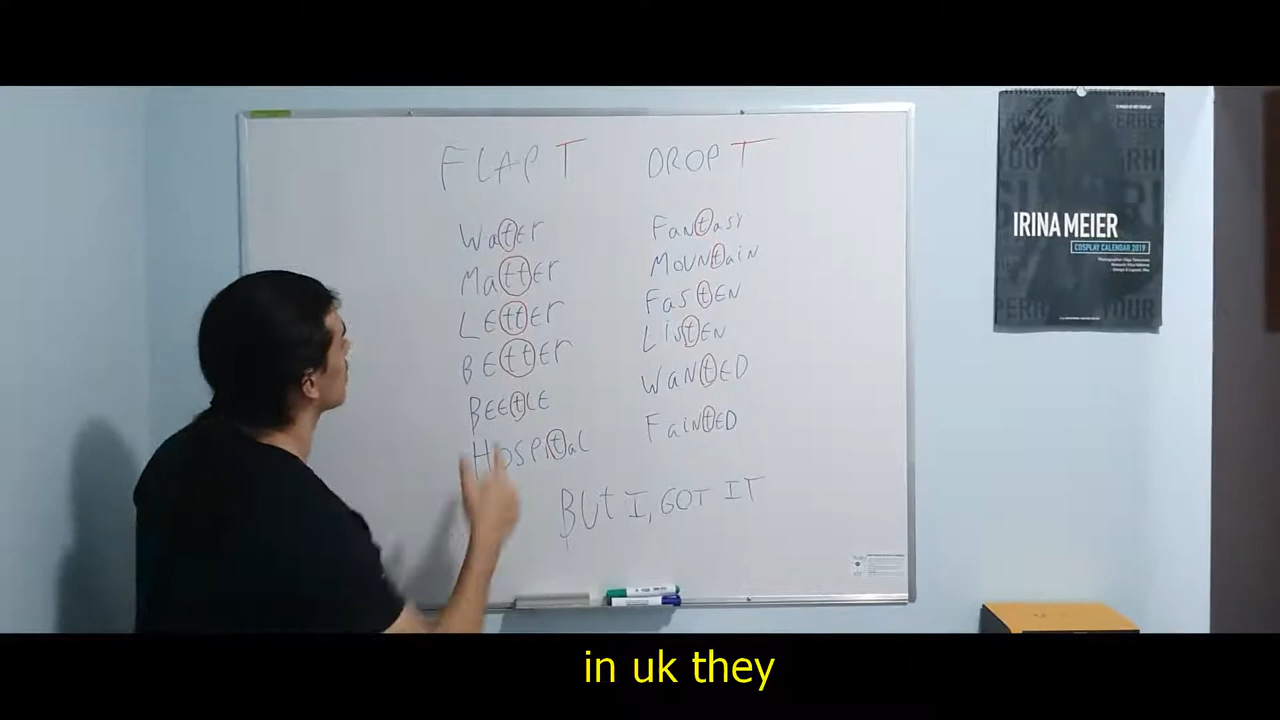 FLAP T
Water
Matter
Letter
Better
Beetle
Hospital
DROP T
Fantasy
Mountain
Fasten
Listen
Wanted
Fainted
BUt I, GOT IT
IRINA MEIER
COSPLAY CALENDAR 2019
in uk they